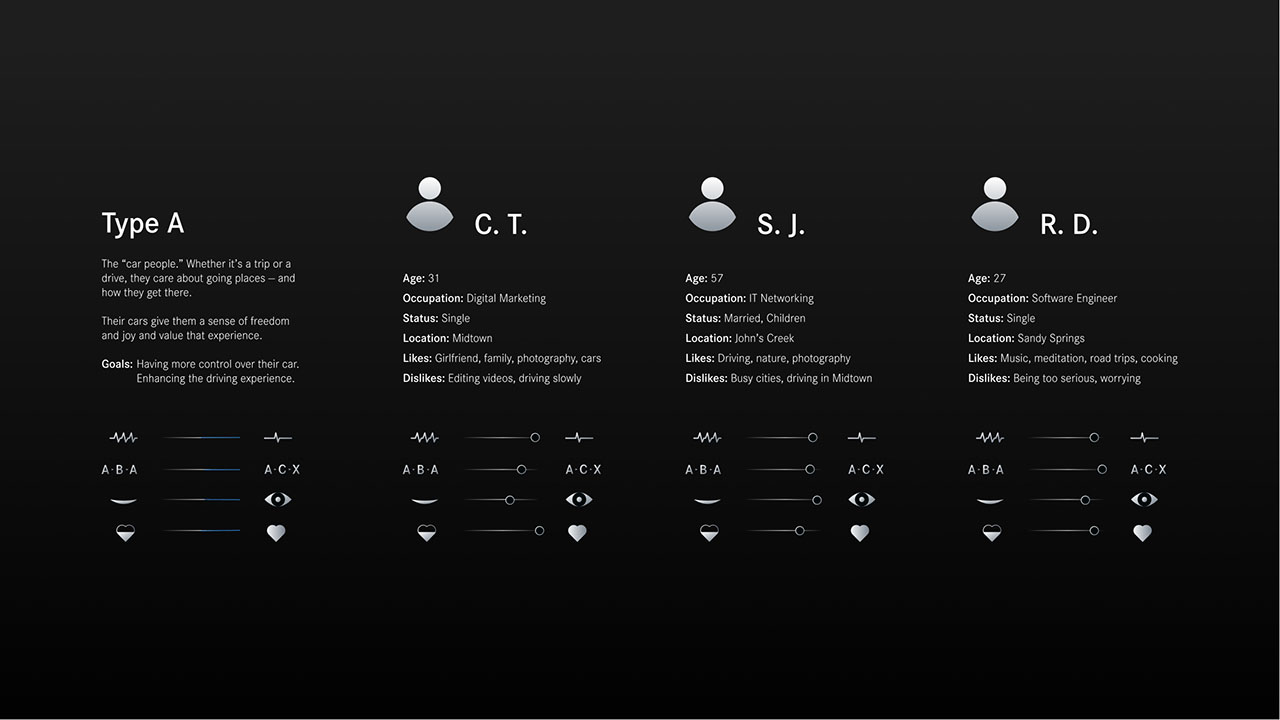 Type A
The “car people.” Whether it’s a trip or a
drive, they care about going places – and
how they get there.
Their cars give them a sense of freedom
and joy and value that experience.
Goals: Having more control over their car.
Enhancing the driving experience.
A·B·A
A·C·X
C. T.
Age: 31
Occupation: Digital Marketing
Status: Single
Location: Midtown
Likes: Girlfriend, family, photography, cars
Dislikes: Editing videos, driving slowly
A·B·A
A·C·X
S. J.
Age: 57
Occupation: IT Networking
Status: Married, Children
Location: John’s Creek
Likes: Driving, nature, photography
Dislikes: Busy cities, driving in Midtown
A·B·A
A·C·X
R. D.
Age: 27
Occupation: Software Engineer
Status: Single
Location: Sandy Springs
Likes: Music, meditation, road trips, cooking
Dislikes: Being too serious, worrying
A·B·A
A·C·X